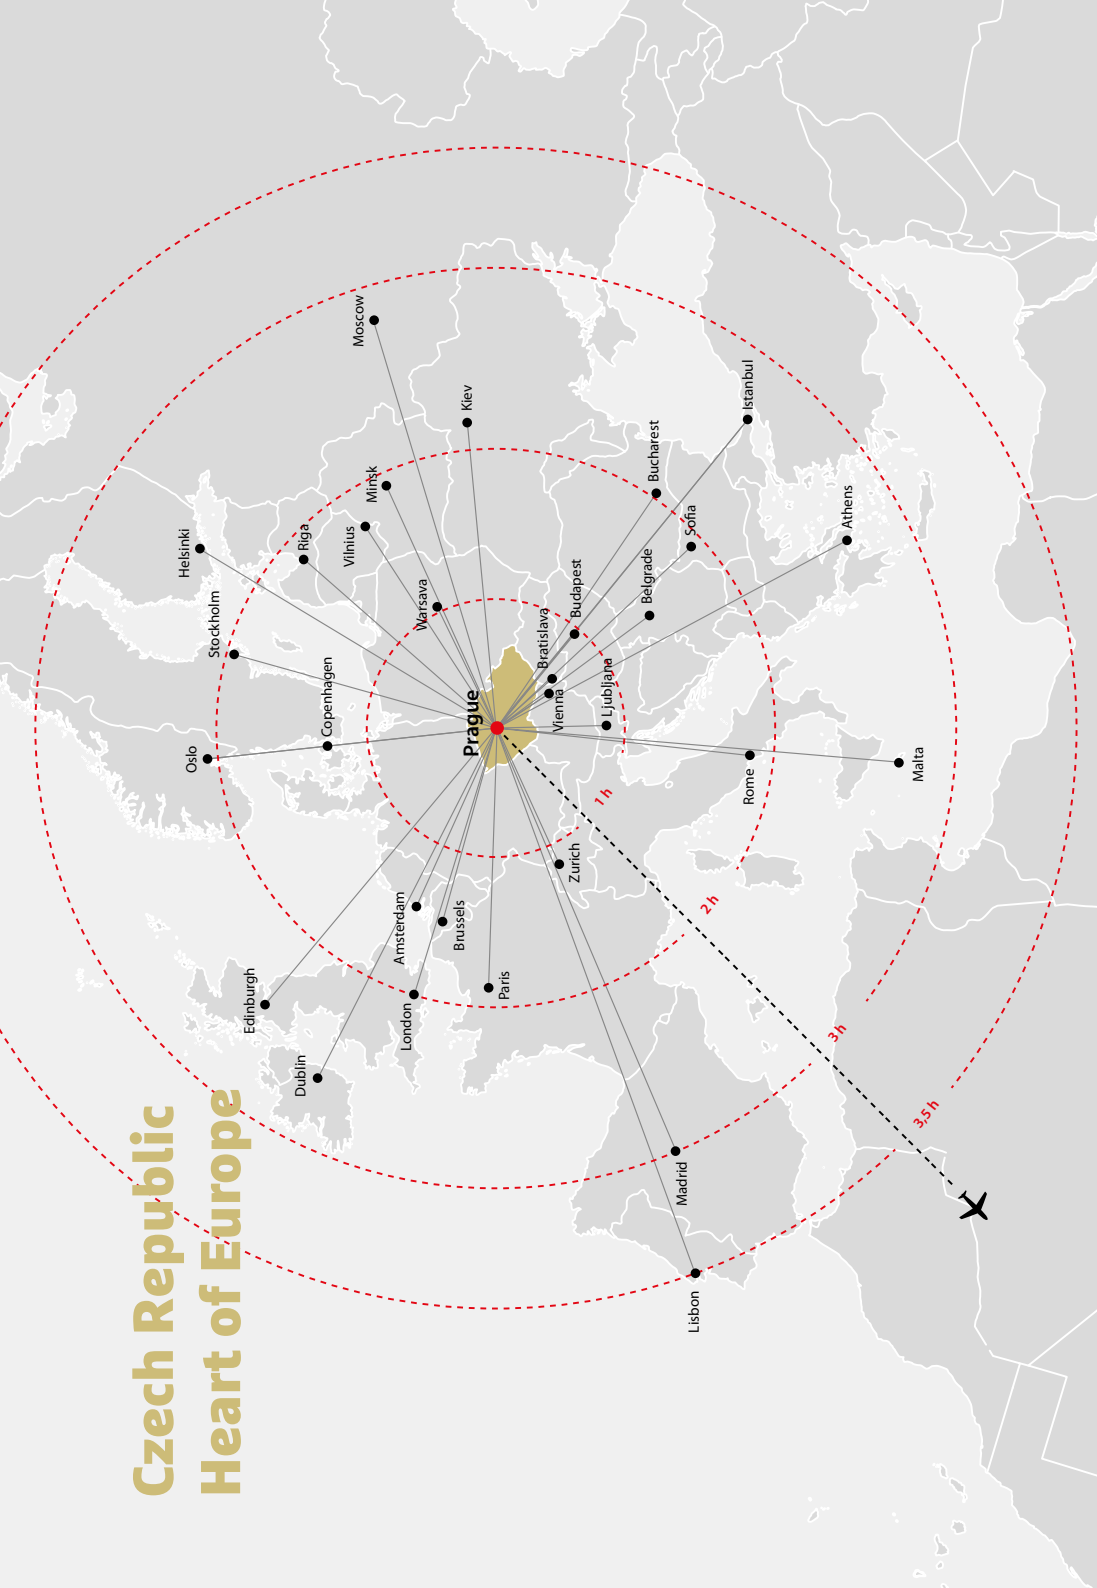 Czech Republic
Heart of Europe
Oslo
Stockholm
Helsinki
Edinburgh
Dublin
Copenhagen
Riga
Vilnius
Moscow
Minsk
Amsterdam
London
Warsava
Brussels
Kiev
Prague
Paris
Bratislava
Vienna
Budapest
Zurich
Ljubljana
1 h
Belgrade
Bucharest
Sofia
Madrid
Lisbon
2 h
Istanbul
Rome
3 h
Athens
Malta
3,5 h